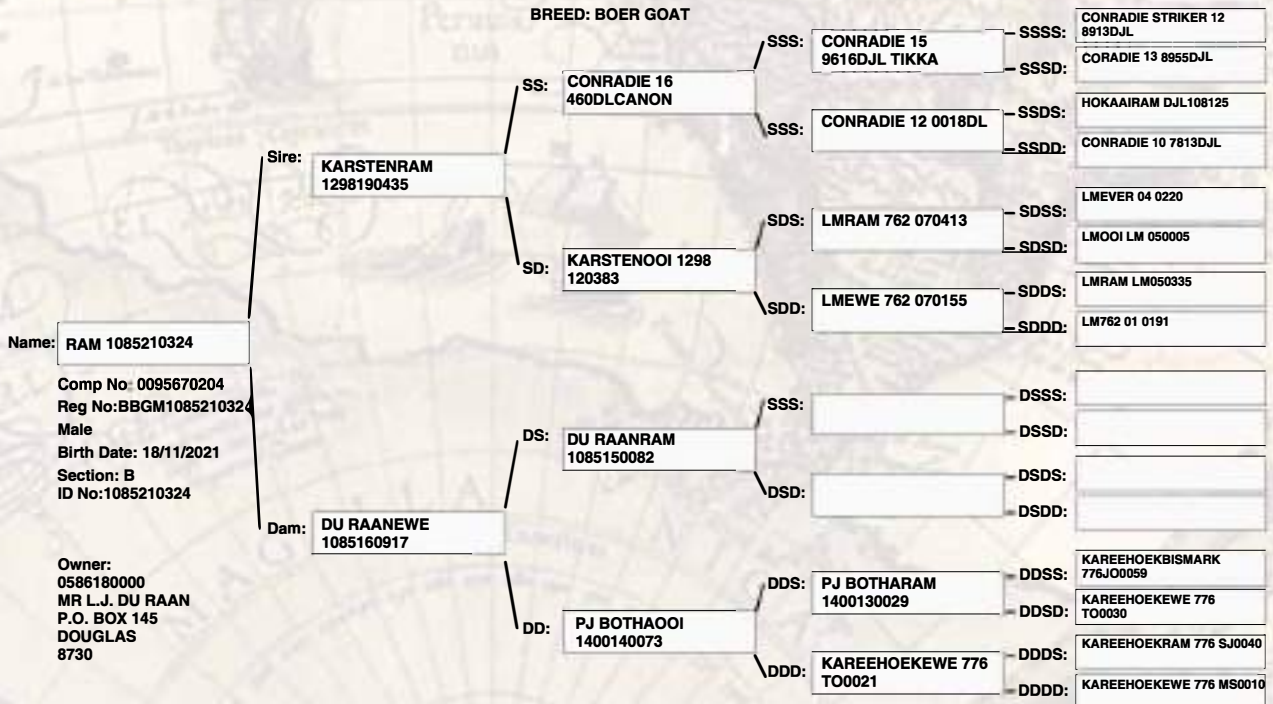 BREED: BOER GOAT
Name: RAM 1085210324
Comp No: 0095670204
Reg No:BBGM1085210324
Male
Birth Date: 18/11/2021
Section: B
ID No:1085210324
Owner:
0586180000
MR L.J. DU RAAN
P.O. BOX 145
DOUGLAS
8730
Sire: KARSTENRAM
1298190435
Dam: DU RAANEWE
1085160917
SS: CONRADIE 16
460DLCANON
SD: KARSTENOOI 1298
120383
DS: DU RAANRAM
1085150082
DD: PJ BOTHAOOI
1400140073
SSS: CONRADIE 15
9616DJL TIKKA
SSS: CONRADIE 12 0018DL
SDS: LMRAM 762 070413
SDD: LMEWE 762 070155
SSS:
DSD:
DDS: PJ BOTHARAM
1400130029
DDD: KAREEHOEKEWE 776
TO0021
SSSS: CONRADIE STRIKER 12
8913DJL
SSSD: CORADIE 13 8955DJL
SSDS: HOKAAIRAM DJL108125
SSDD: CONRADIE 10 7813DJL
SDSS: LMEVER 04 0220
SDSD: LMOOI LM 050005
SDDS: LMRAM LM050335
SDDD: LM762 01 0191
DSSS:
DSSD:
DSDS:
DSDD:
DDSS: KAREEHOEKBISMARK
776JO0059
DDSD: KAREEHOEKEWE 776
TO0030
DDDS: KAREEHOEKRAM 776 SJ0040
DDDD: KAREEHOEKEWE 776 MS0010